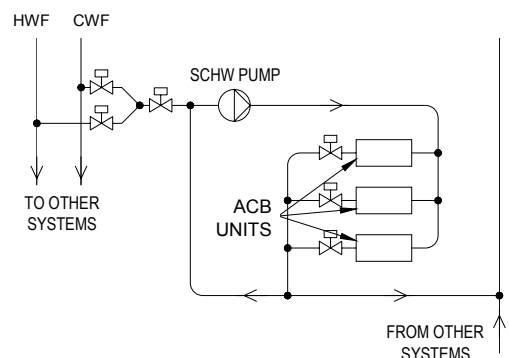 HWF CWF
SCHW PUMP
TO OTHER
SYSTEMS
ACB
UNITS
FROM OTHER
SYSTEMS